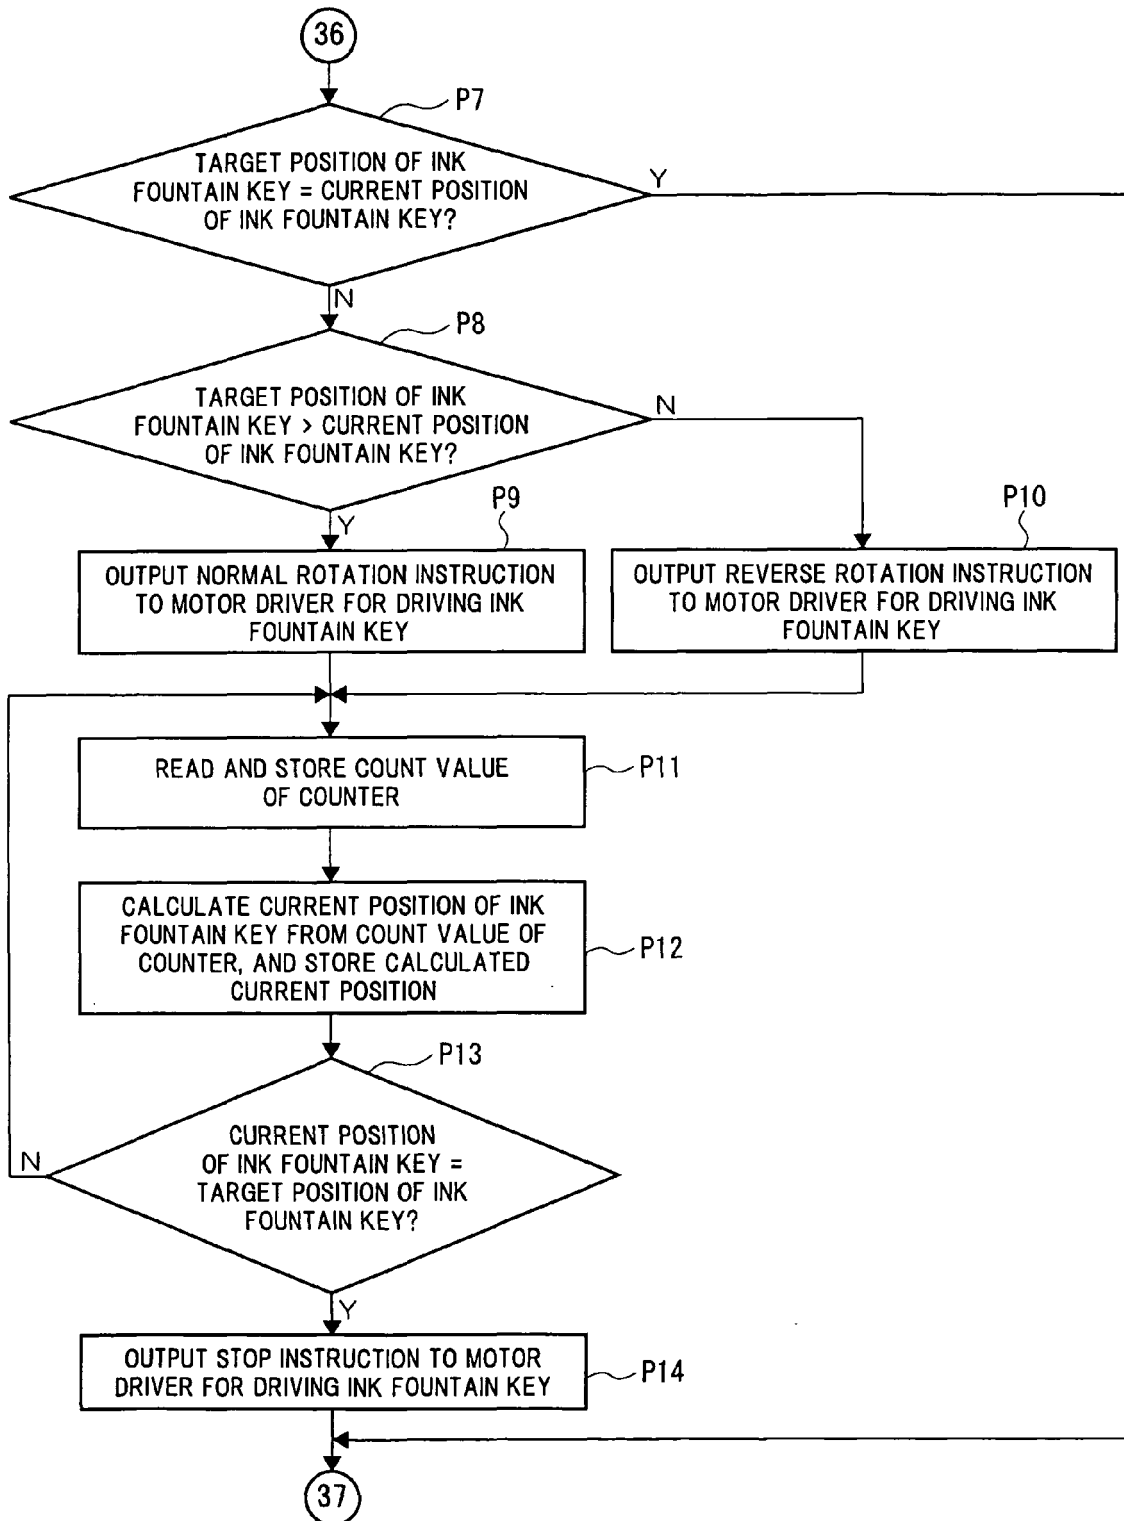 36
P7
TARGET POSITION OF INK
FOUNTAIN KEY = CURRENT POSITION
OF INK FOUNTAIN KEY?
Y
N
P8
TARGET POSITION OF INK
FOUNTAIN KEY > CURRENT POSITION
OF INK FOUNTAIN KEY?
N
Y
P9
OUTPUT NORMAL ROTATION INSTRUCTION
TO MOTOR DRIVER FOR DRIVING INK
FOUNTAIN KEY
P10
OUTPUT REVERSE ROTATION INSTRUCTION
TO MOTOR DRIVER FOR DRIVING INK
FOUNTAIN KEY
READ AND STORE COUNT VALUE
OF COUNTER
P11
CALCULATE CURRENT POSITION OF INK
FOUNTAIN KEY FROM COUNT VALUE OF
COUNTER, AND STORE CALCULATED
CURRENT POSITION
P12
P13
CURRENT POSITION
OF INK FOUNTAIN KEY =
TARGET POSITION OF INK
FOUNTAIN KEY?
N
Y
OUTPUT STOP INSTRUCTION TO MOTOR
DRIVER FOR DRIVING INK FOUNTAIN KEY
P14
37